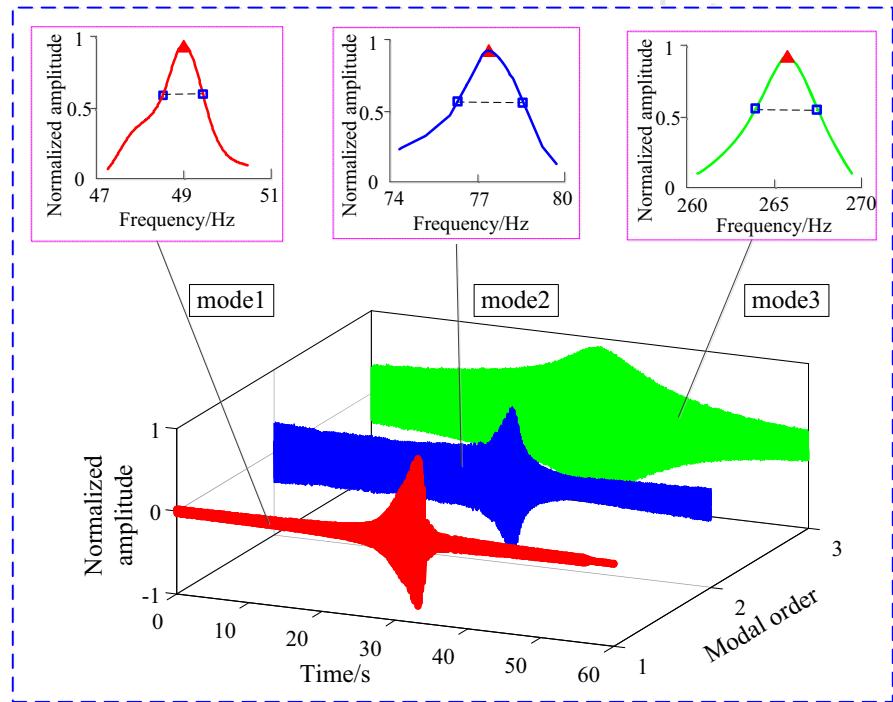 Normalized amplitude
1
0.5
0
47
49
51
Frequency/Hz
Normalized amplitude
1
0.5
0
74
77
80
Frequency/Hz
Normalized amplitude
1
0.5
0
260
265
270
Frequency/Hz
mode1
mode2
mode3
Normalized
amplitude
1
0
-1
0
10
20
30
40
50
60
Time/s
1
2
3
Modal order